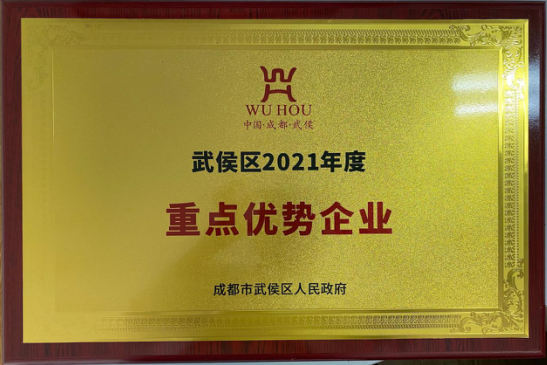 WU HOU
中国·成都·武侯
武侯区2021年度
重点优势企业
成都市武侯区人民政府